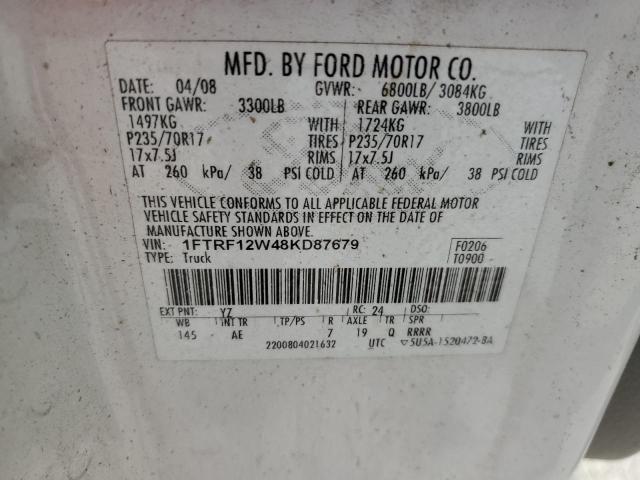 MFD. BY FORD MOTOR CO.
DATE: 04/08 GVWR: 6800LB/ 3084KG
FRONT GAWR: 3300LB REAR GAWR: 3800LB
1497KG WITH 1724KG WITH
P235/70R17 TIRES P235/70R17 TIRES
17x7.5J RIMS 17x7.5J RIMS
AT 260 kPa/ 38 PSI COLD AT 260 kPa/ 38 PSI COLD
THIS VEHICLE CONFORMS TO ALL APPLICABLE FEDERAL MOTOR
VEHICLE SAFETY STANDARDS IN EFFECT ON THE DATE OF
MANUFACTURE SHOWN ABOVE.
VIN: 1FTRF12W48KD87679 F0206
TYPE: Truck T0900
EXT PNT: YZ RC: 24 DSO:
WB INT TR TP/PS R AXLE TR SPR
145 AE 7 19 Q RRRR
2200804021632 UTC ▽5U5A-1520472-BA